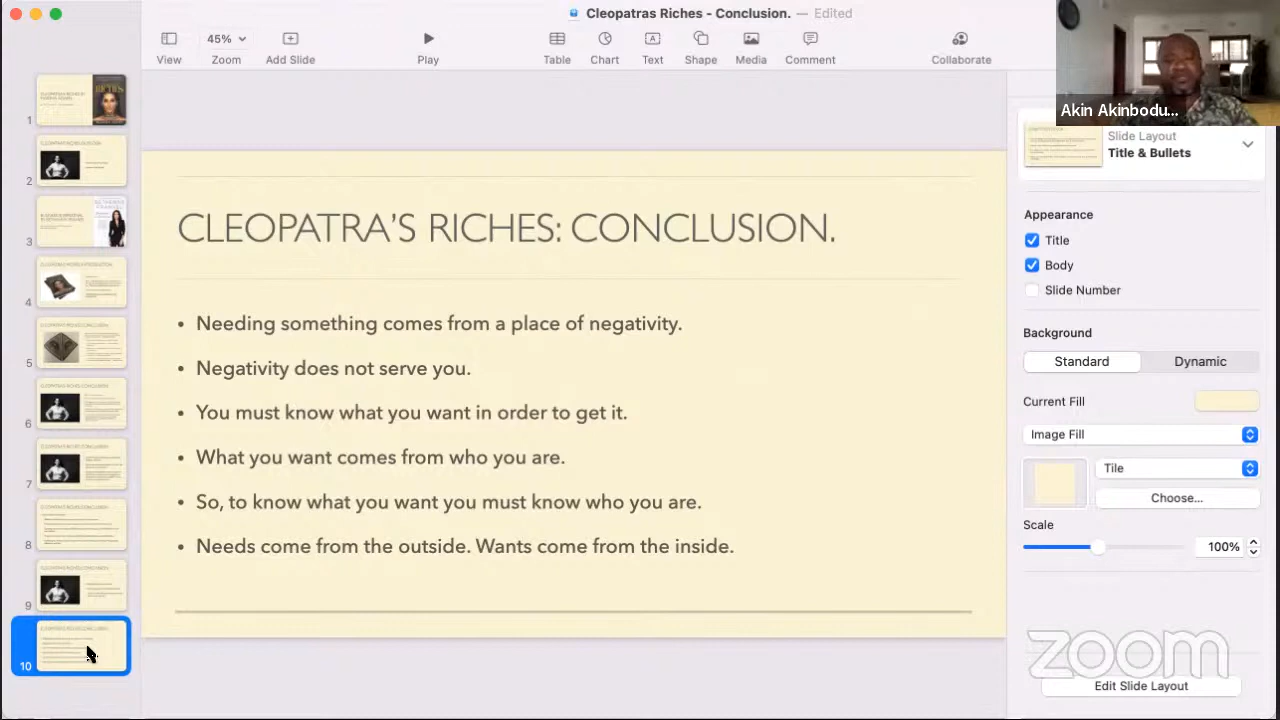 Cleopatras Riches - Conclusion. — Edited
45%
View Zoom Add Slide Play Table Chart Text Shape Media Comment Collaborate
Akin Akinbodu...
1
2
3
4
5
6
7
8
9
10
CLEOPATRA'S RICHES: CONCLUSION.
• Needing something comes from a place of negativity.
• Negativity does not serve you.
• You must know what you want in order to get it.
• What you want comes from who you are.
• So, to know what you want you must know who you are.
• Needs come from the outside. Wants come from the inside.
Slide Layout
Title & Bullets
Appearance
Title
Body
Slide Number
Background
Standard Dynamic
Current Fill
Image Fill
Tile
Choose...
Scale
100%
zoom
Edit Slide Layout